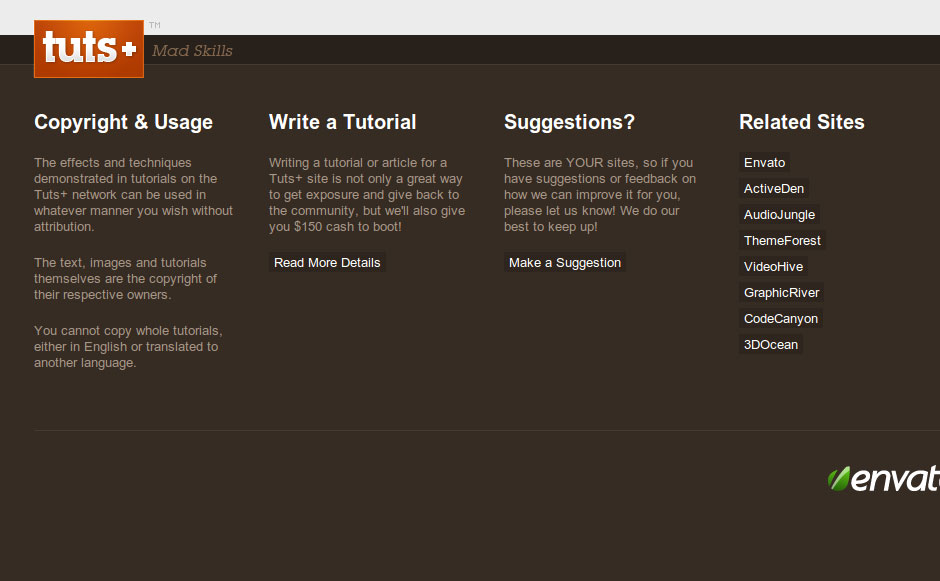 tuts+ ™
Mad Skills
Copyright & Usage
The effects and techniques
demonstrated in tutorials on the
Tuts+ network can be used in
whatever manner you wish without
attribution.
The text, images and tutorials
themselves are the copyright of
their respective owners.
You cannot copy whole tutorials,
either in English or translated to
another language.
Write a Tutorial
Writing a tutorial or article for a
Tuts+ site is not only a great way
to get exposure and give back to
the community, but we'll also give
you $150 cash to boot!
Read More Details
Suggestions?
These are YOUR sites, so if you
have suggestions or feedback on
how we can improve it for you,
please let us know! We do our
best to keep up!
Make a Suggestion
Related Sites
Envato
ActiveDen
AudioJungle
ThemeForest
VideoHive
GraphicRiver
CodeCanyon
3DOcean
envat